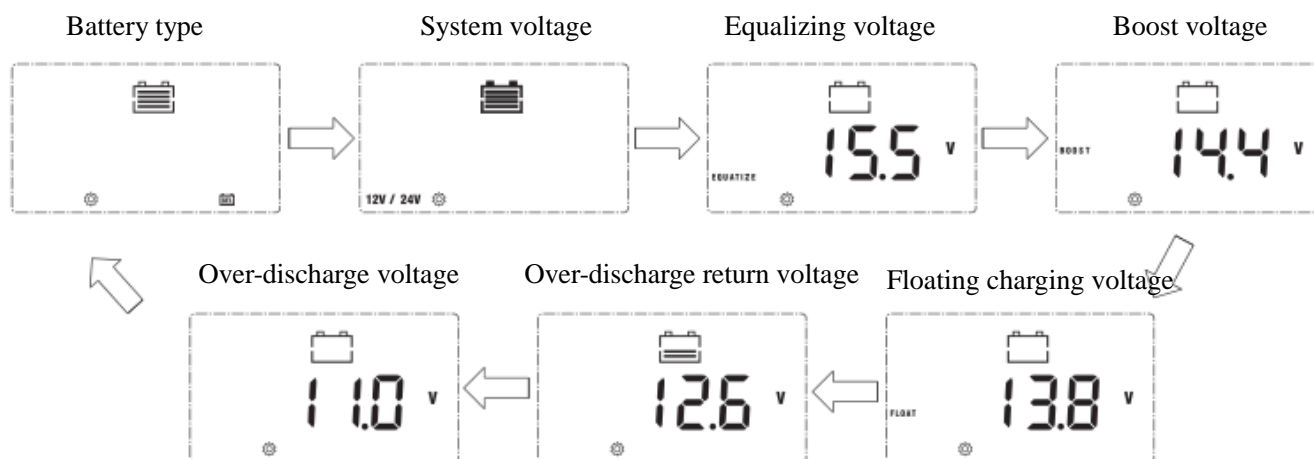 Battery type
System voltage
Equalizing voltage
Boost voltage
12V / 24V
EQUATIZE
15.5 V
BOOST
14.4 V
Over-discharge voltage
Over-discharge return voltage
Floating charging voltage
11.0 V
12.6 V
FLOAT
13.8 V